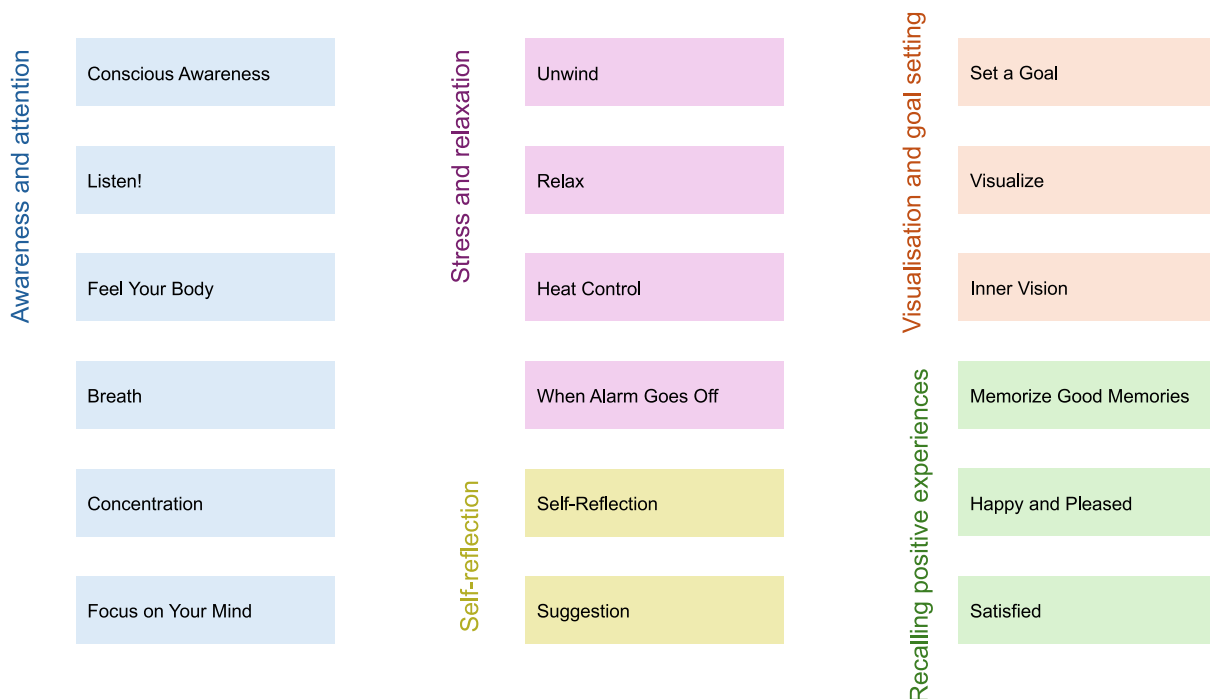 Awareness and attention
Conscious Awareness
Listen!
Feel Your Body
Breath
Concentration
Focus on Your Mind
Stress and relaxation
Unwind
Relax
Heat Control
When Alarm Goes Off
Self-reflection
Self-Reflection
Suggestion
Visualisation and goal setting
Set a Goal
Visualize
Inner Vision
Recalling positive experiences
Memorize Good Memories
Happy and Pleased
Satisfied